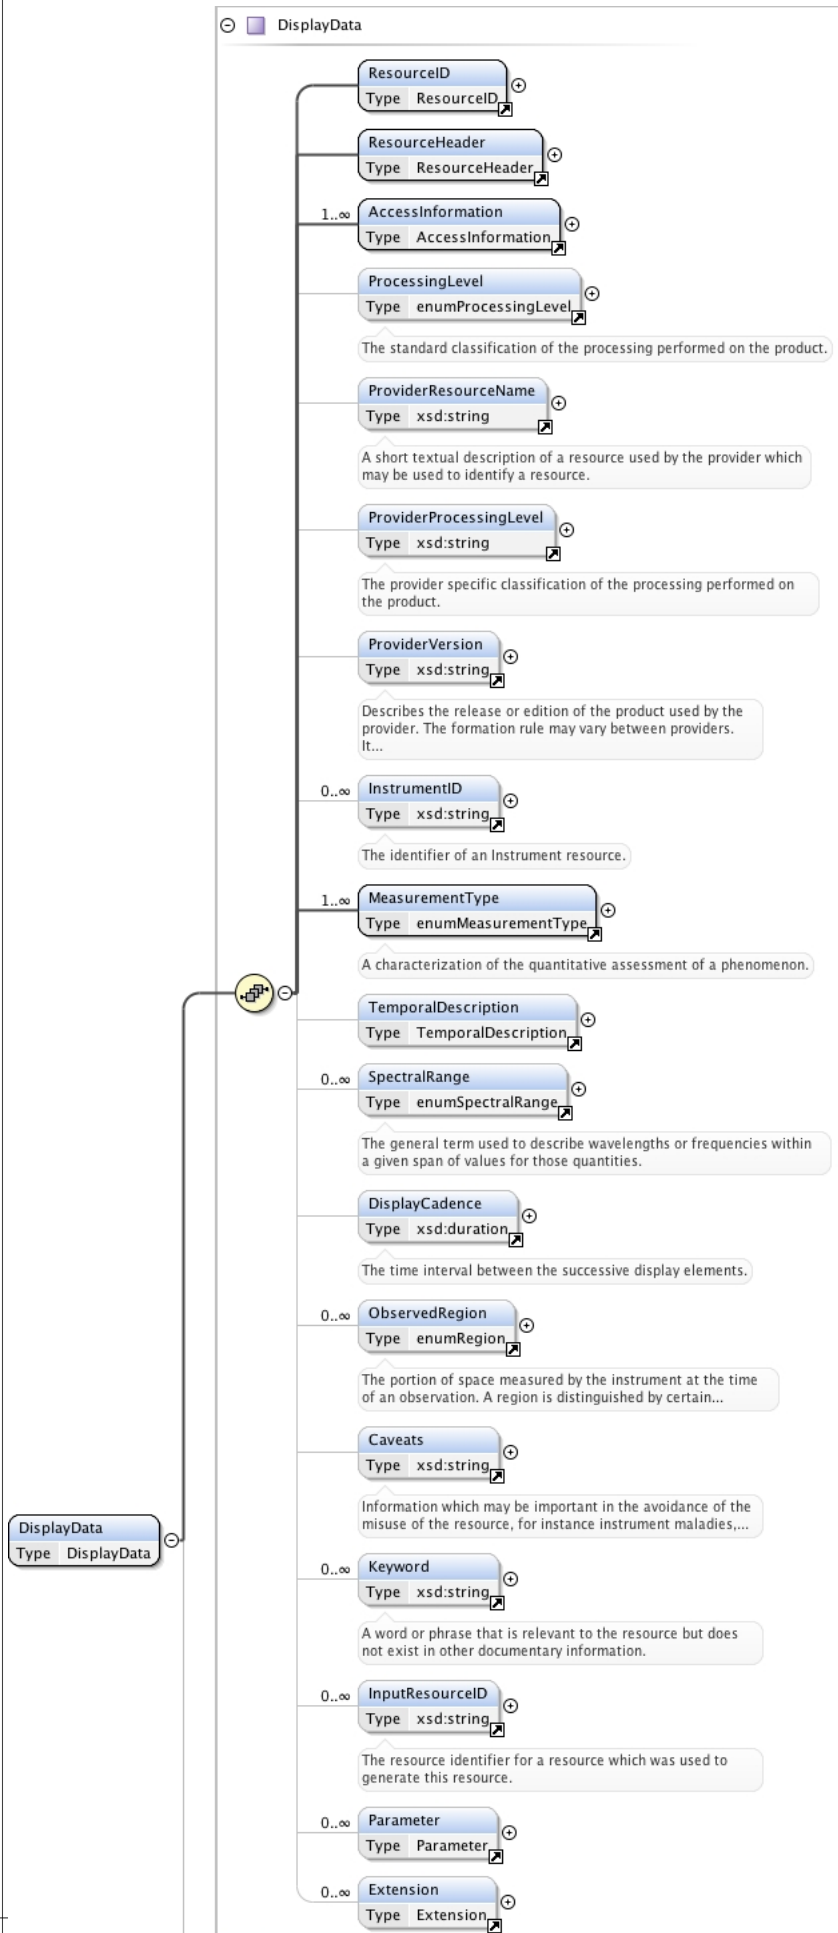 DisplayData
ResourceID
Type ResourceID
ResourceHeader
Type ResourceHeader
1..∞ AccessInformation
Type AccessInformation
ProcessingLevel
Type enumProcessingLevel
The standard classification of the processing performed on the product.
ProviderResourceName
Type xsd:string
A short textual description of a resource used by the provider which
may be used to identify a resource.
ProviderProcessingLevel
Type xsd:string
The provider specific classification of the processing performed on
the product.
ProviderVersion
Type xsd:string
Describes the release or edition of the product used by the
provider. The formation rule may vary between providers.
It...
0..∞ InstrumentID
Type xsd:string
The identifier of an Instrument resource.
1..∞ MeasurementType
Type enumMeasurementType
A characterization of the quantitative assessment of a phenomenon.
TemporalDescription
Type TemporalDescription
0..∞ SpectralRange
Type enumSpectralRange
The general term used to describe wavelengths or frequencies within
a given span of values for those quantities.
DisplayCadence
Type xsd:duration
The time interval between the successive display elements.
0..∞ ObservedRegion
Type enumRegion
The portion of space measured by the instrument at the time
of an observation. A region is distinguished by certain...
Caveats
Type xsd:string
Information which may be important in the avoidance of the
misuse of the resource, for instance instrument maladies,...
DisplayData
Type DisplayData
0..∞ Keyword
Type xsd:string
A word or phrase that is relevant to the resource but does
not exist in other documentary information.
0..∞ InputResourceID
Type xsd:string
The resource identifier for a resource which was used to
generate this resource.
0..∞ Parameter
Type Parameter
0..∞ Extension
Type Extension